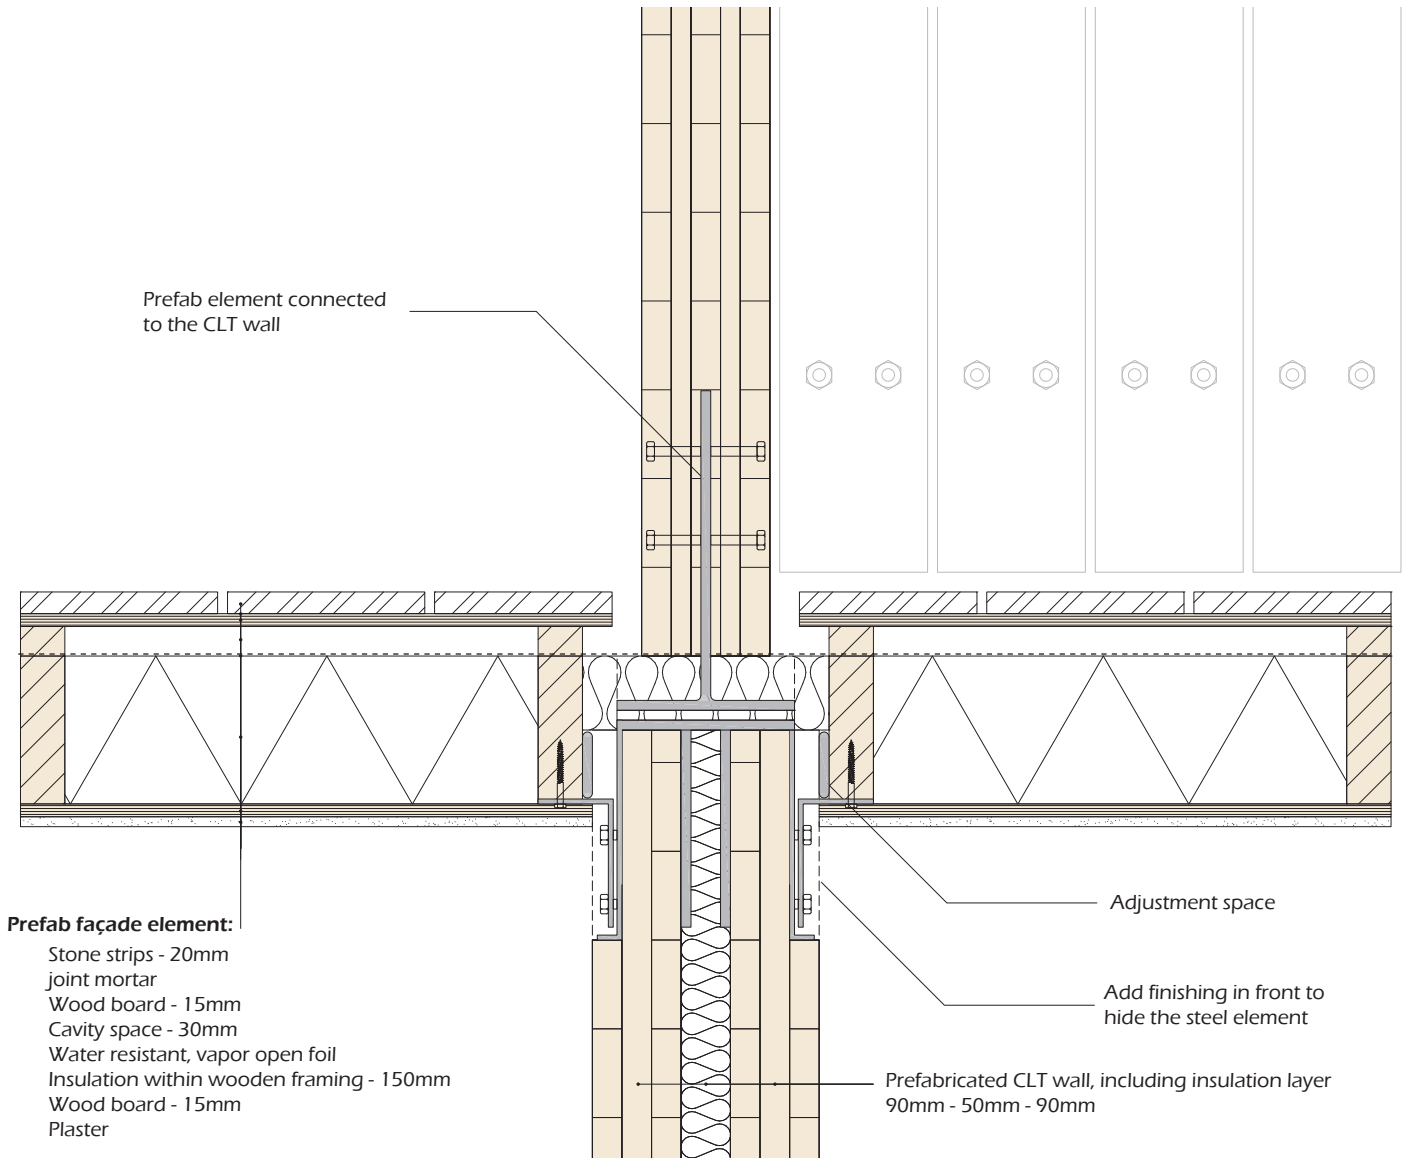 Prefab element connected
to the CLT wall
Prefab façade element:
Stone strips - 20mm
joint mortar
Wood board - 15mm
Cavity space - 30mm
Water resistant, vapor open foil
Insulation within wooden framing - 150mm
Wood board - 15mm
Plaster
Adjustment space
Add finishing in front to
hide the steel element
Prefabricated CLT wall, including insulation layer
90mm - 50mm - 90mm